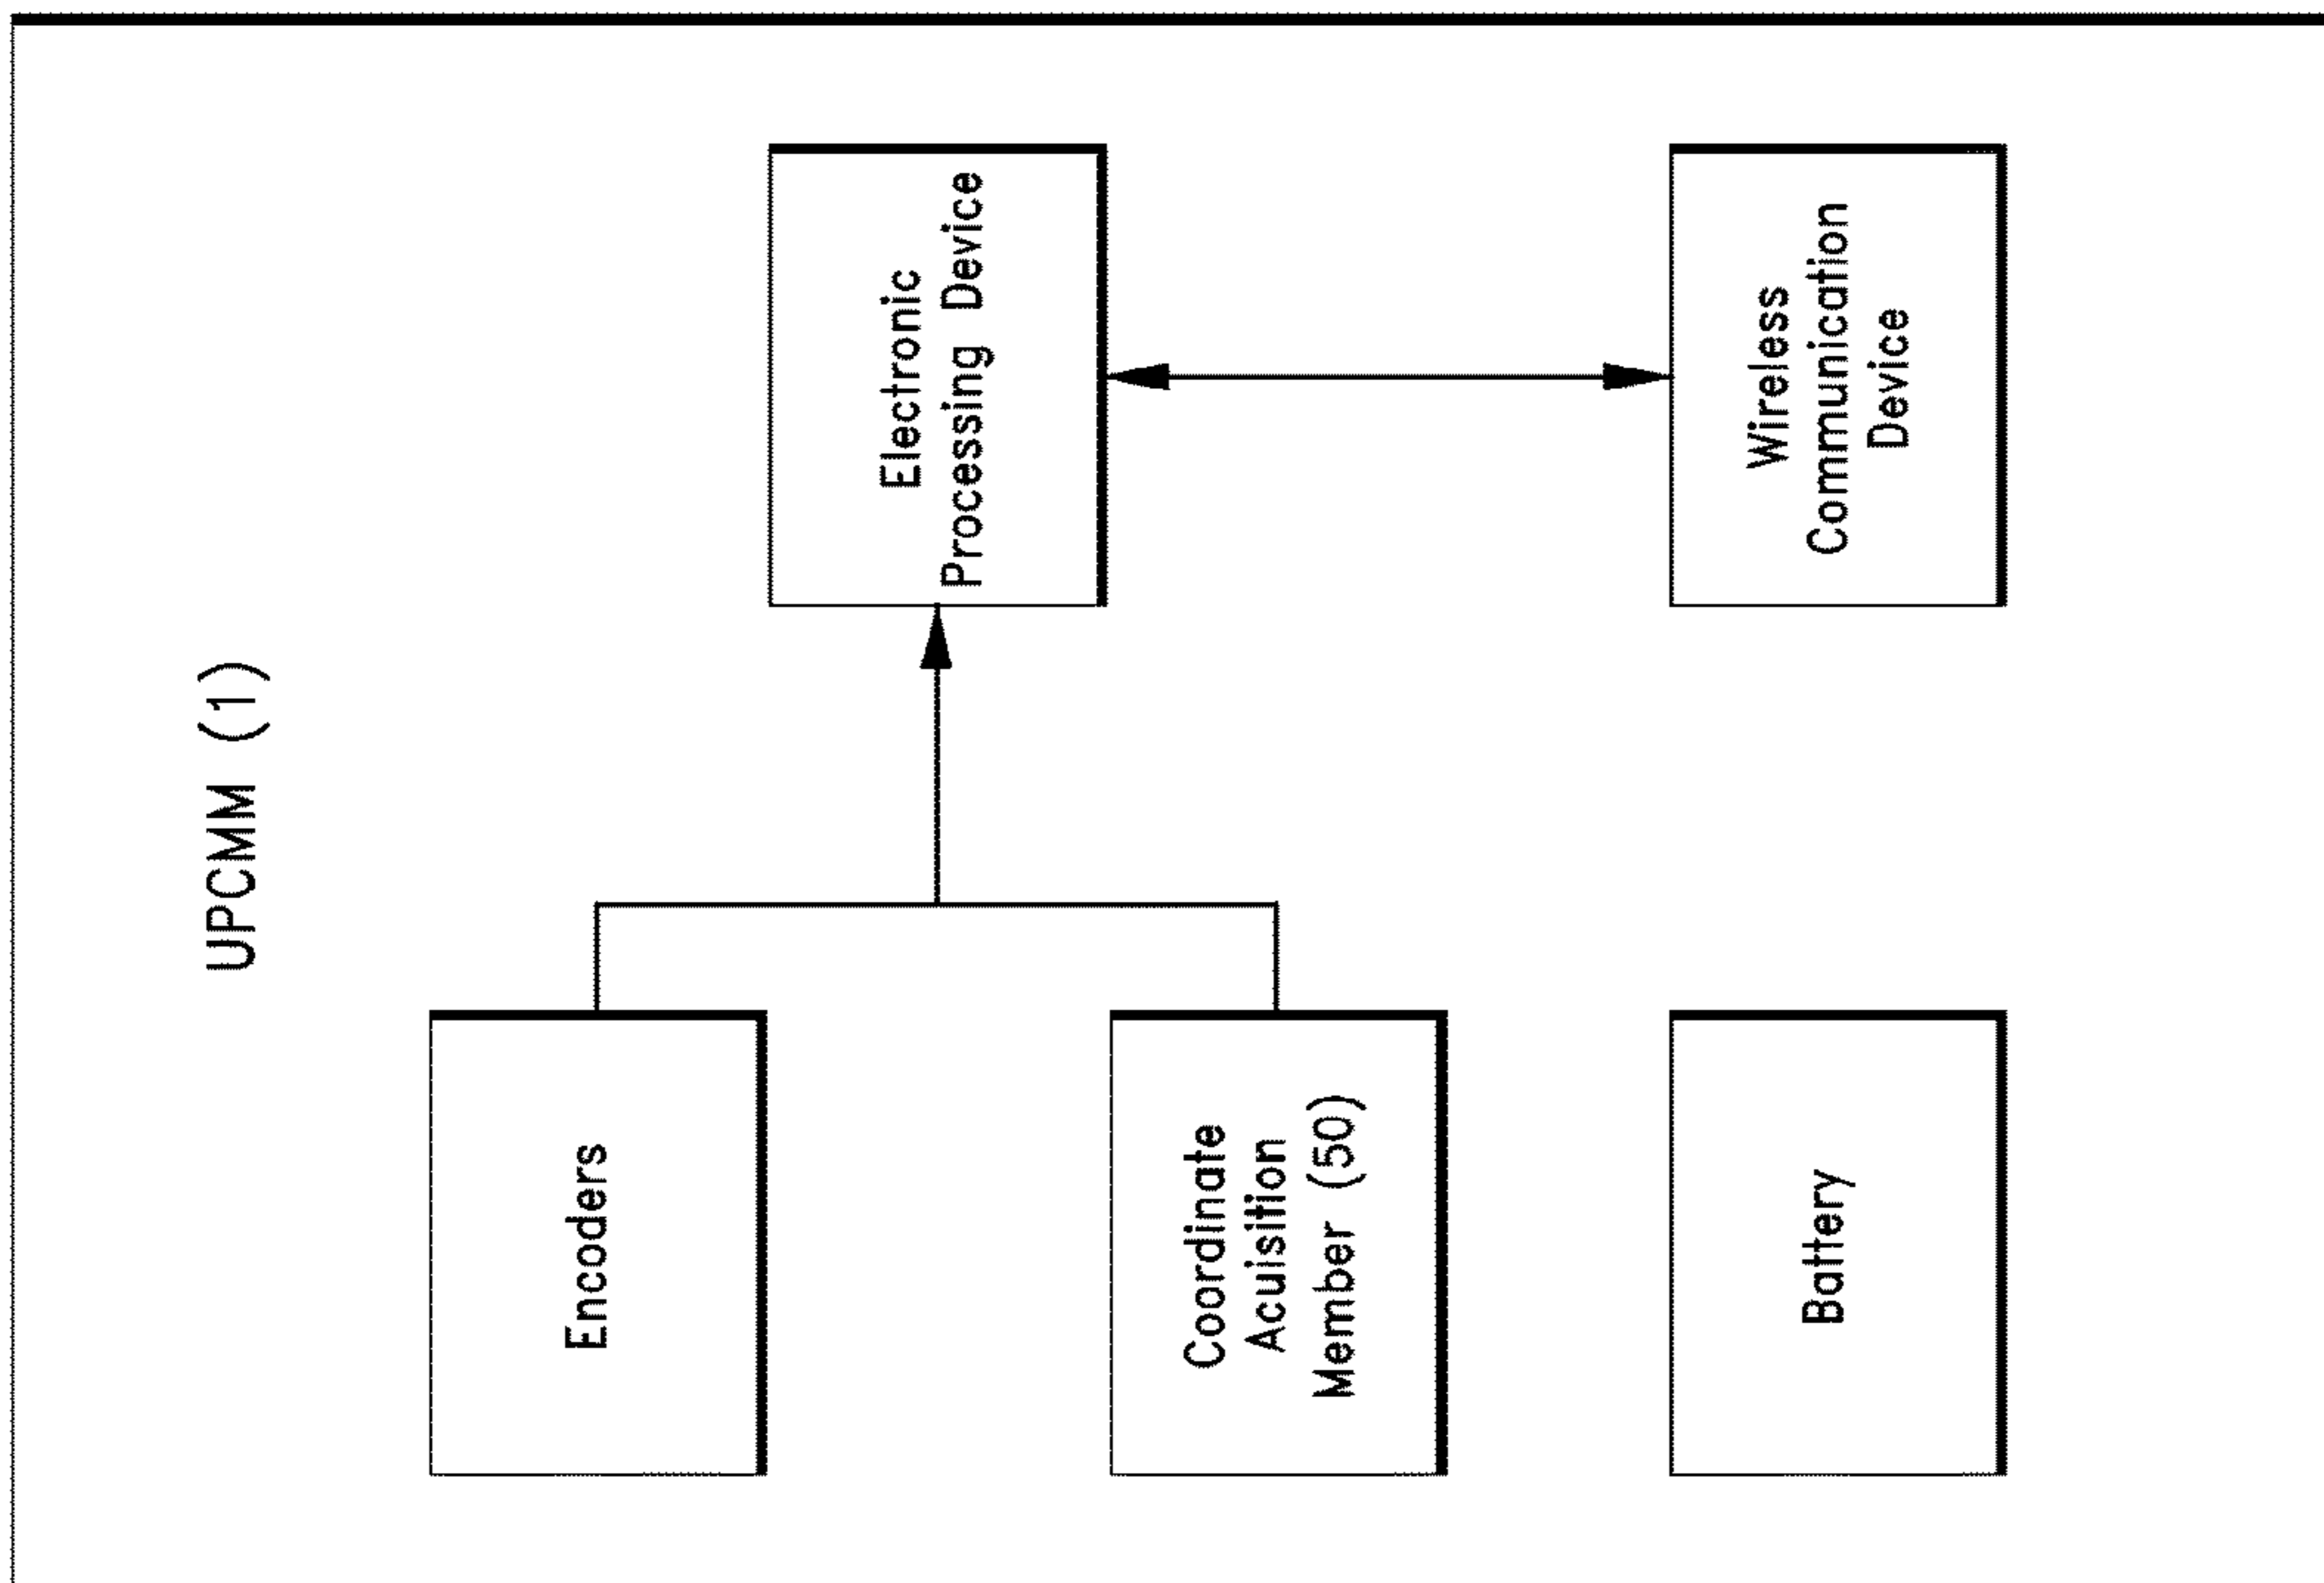 UPCMM (1)
Encoders
Electronic
Processing Device
Coordinate
Acuisition
Member (50)
Battery
Wireless
Communication
Device